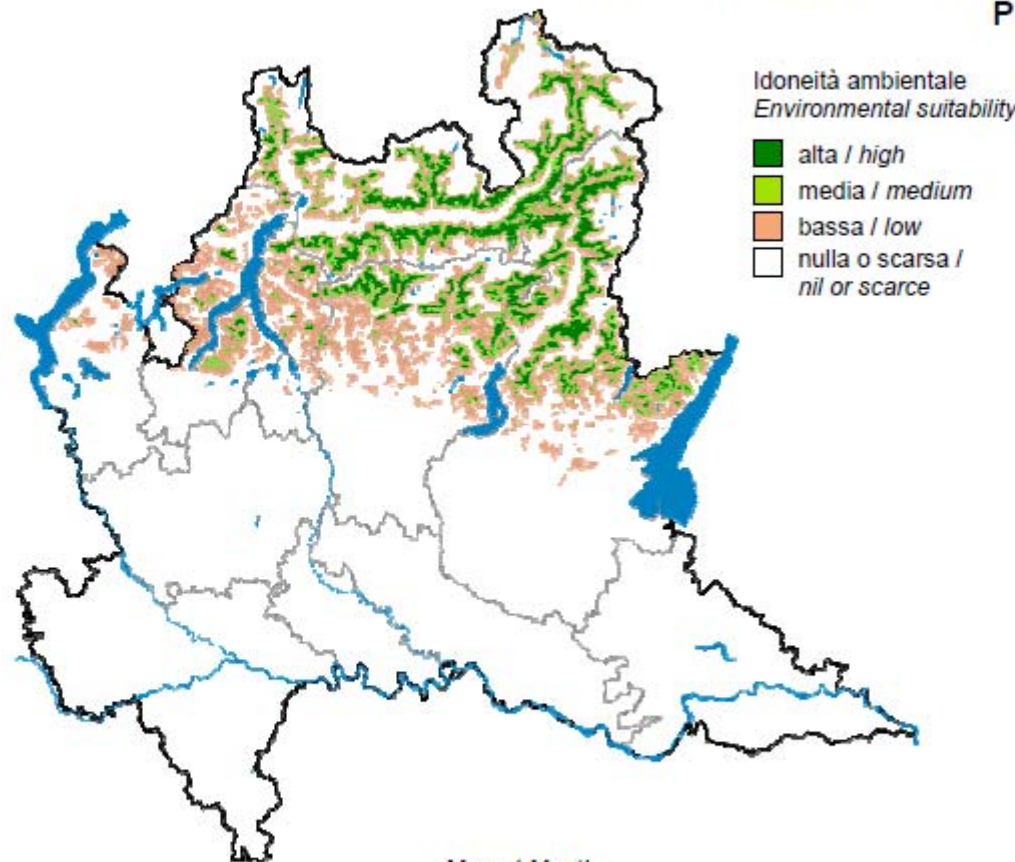 P
Idoneità ambientale
Environmental suitability
alta / high
media / medium
bassa / low
nulla o scarsa /
nil or scarce